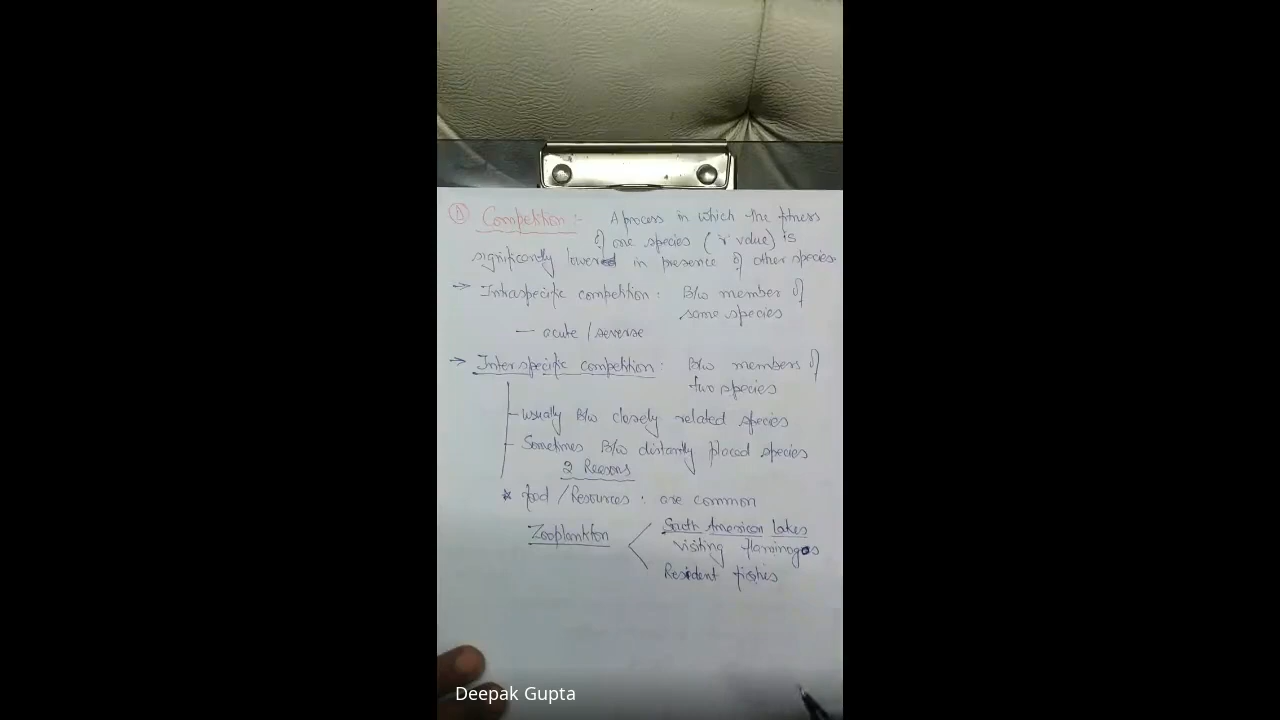 ① Competition :- A process in which the fitness
of one species ( r value) is
significantly lowered in presence of other species.
→ Intraspecific competition : B/w member of
same species
— acute / severse
→ Interspecific competition : B/w members of
two species
- usually B/w closely related species
- Sometimes B/w distantly placed species
2 Reasons
* food / Resources : are common
Zooplankton < South American lakes
visiting flamingos
Resident fishes
Deepak Gupta